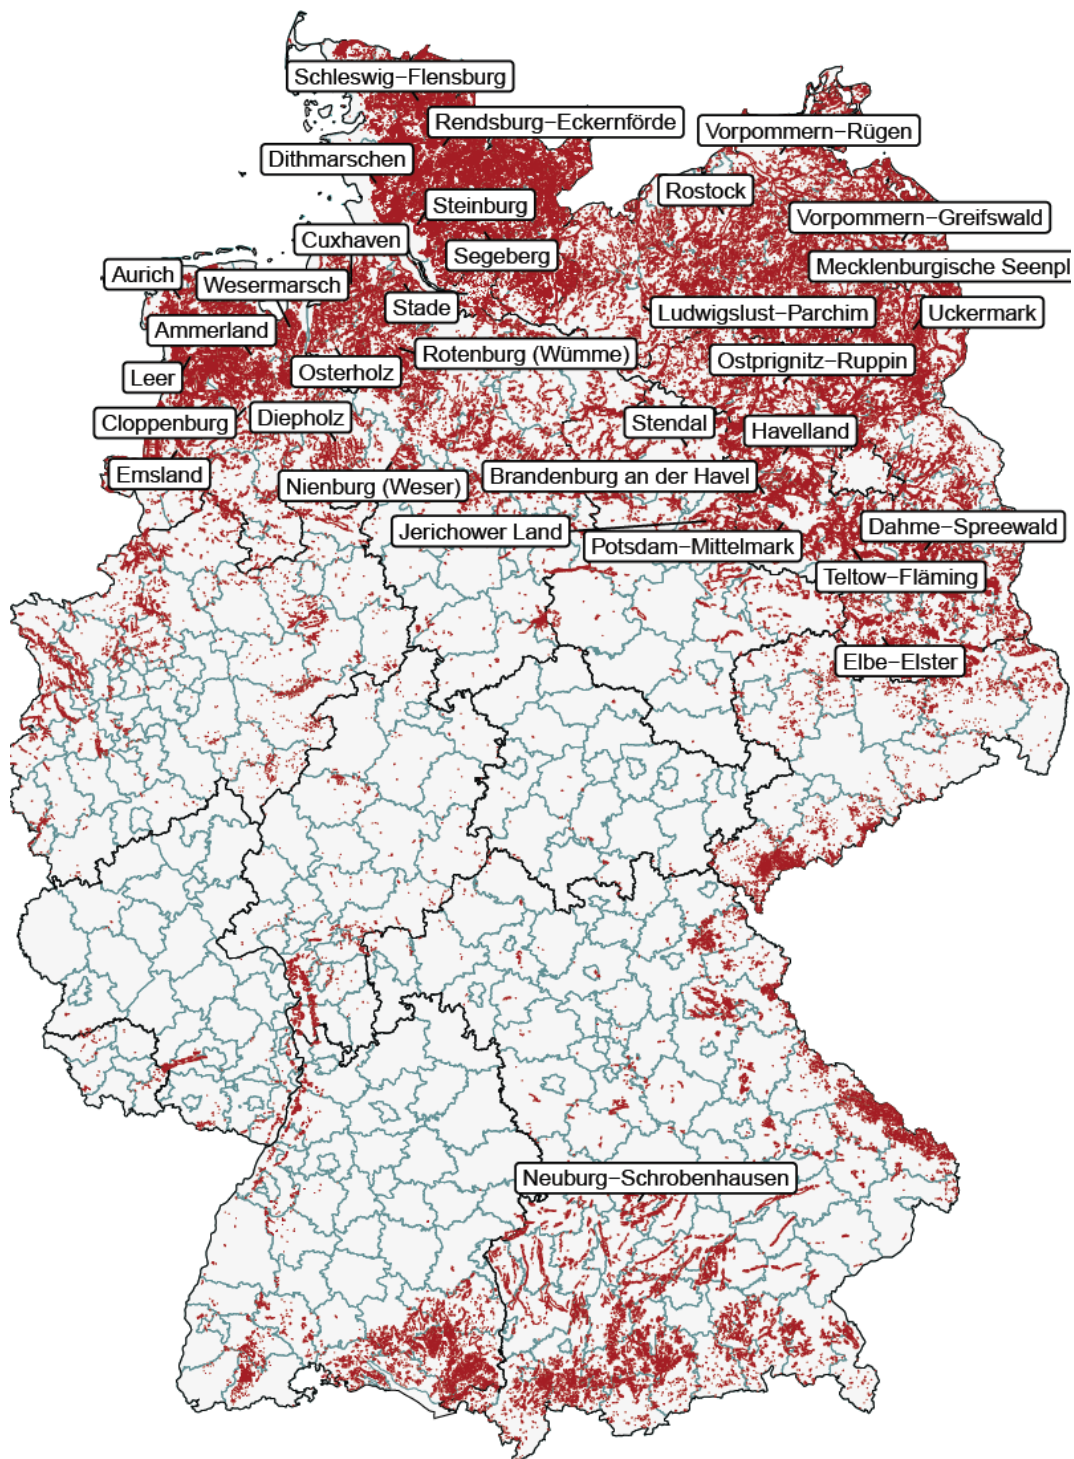 Schleswig–Flensburg
Rendsburg–Eckernförde
Vorpommern–Rügen
Dithmarschen
Rostock
Steinburg
Vorpommern–Greifswald
Cuxhaven
Segeberg
Mecklenburgische Seenpl
Aurich
Wesermarsch
Stade
Ludwigslust–Parchim
Uckermark
Ammerland
Rotenburg (Wümme)
Ostprignitz–Ruppin
Leer
Osterholz
Cloppenburg
Diepholz
Stendal
Havelland
Emsland
Nienburg (Weser)
Brandenburg an der Havel
Jerichower Land
Potsdam–Mittelmark
Dahme–Spreewald
Teltow–Fläming
Elbe–Elster
Neuburg–Schrobenhausen